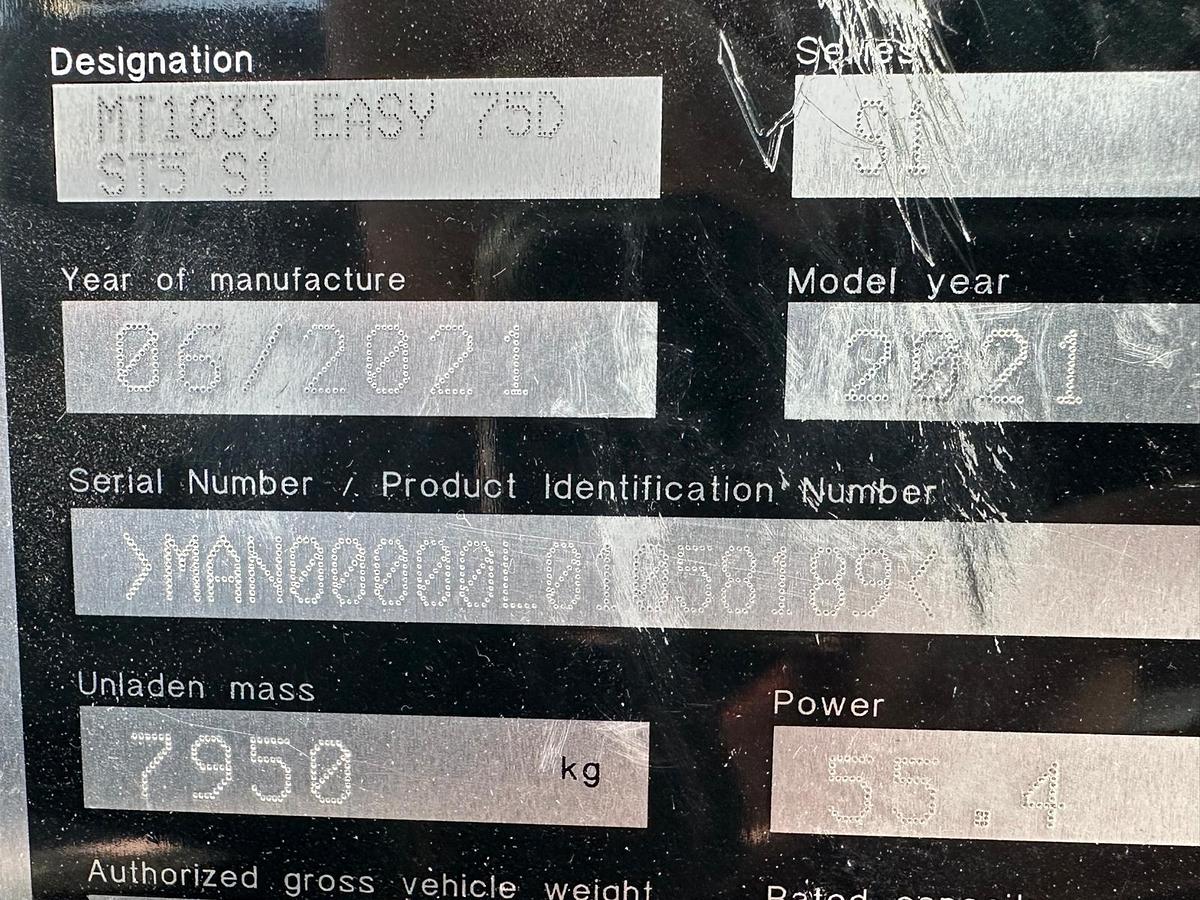 Designation
MT1033 EASY 75D
ST5 S1
Series
S1
Year of manufacture
06/2021
Model year
2021
Serial Number / Product Identification Number
Unladen mass
7950 kg
Power
55.4
Authorized gross vehicle weight
Rated